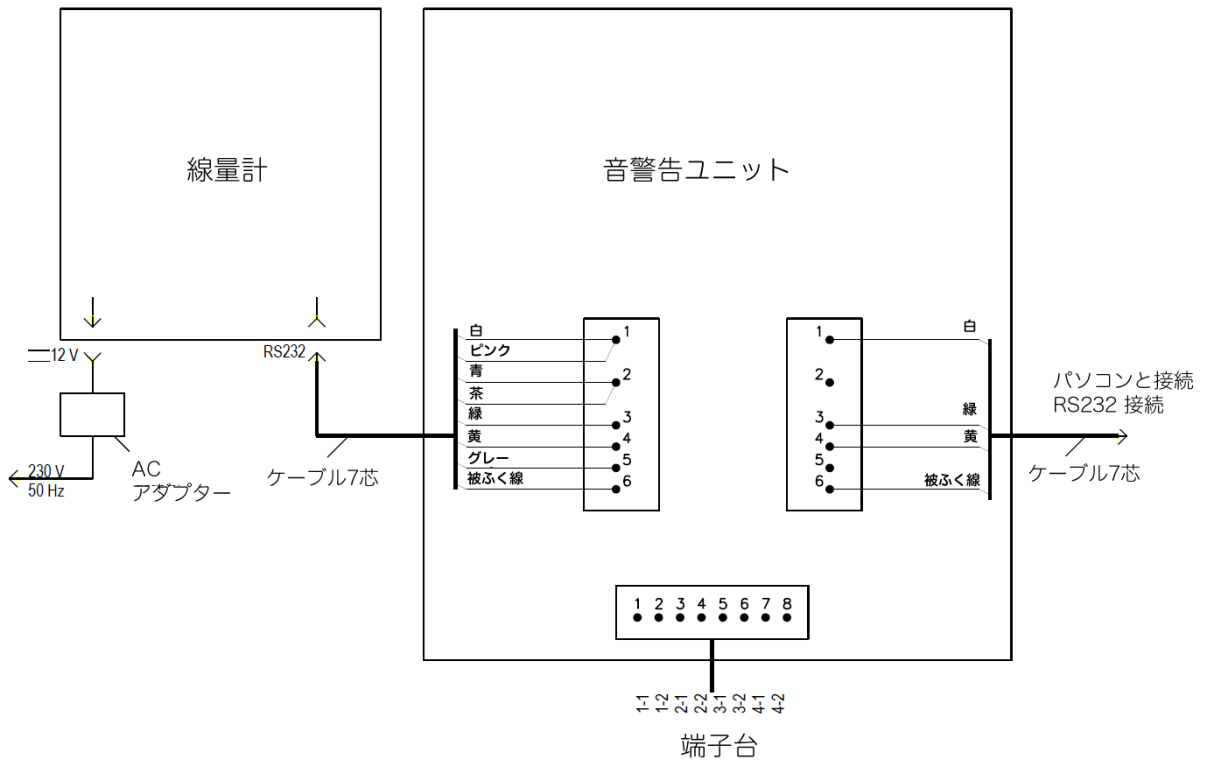 線量計
音警告ユニット
12 V
RS232
230 V
50 Hz
AC
アダプター
ケーブル7芯
白
ピンク
青
茶
緑
黄
グレー
被ふく線
1
2
3
4
5
6
1
2
3
4
5
6
白
緑
黄
被ふく線
パソコンと接続
RS232 接続
ケーブル7芯
1 2 3 4 5 6 7 8
1-1 1-2 2-1 2-2 3-1 3-2 4-1 4-2
端子台